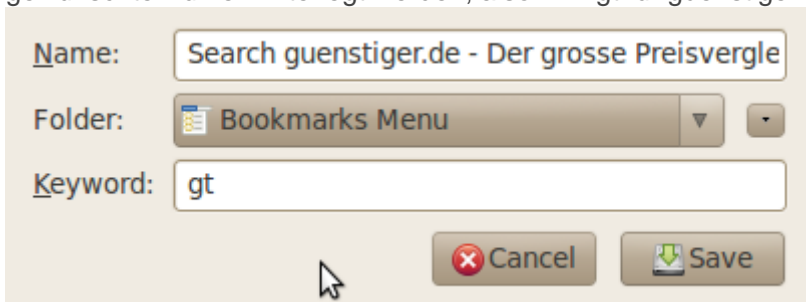 Name: Search guenstiger.de - Der grosse Preisvergle
Folder: Bookmarks Menu
Keyword: gt
Cancel Save